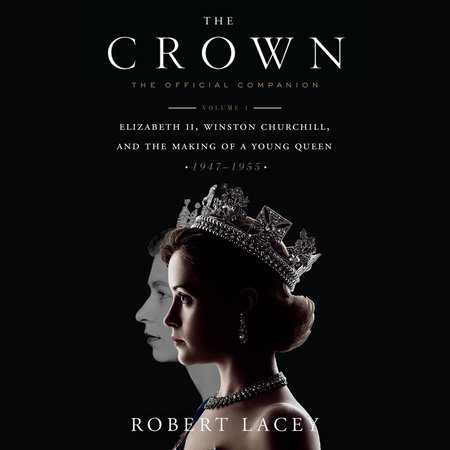 THE
CROWN
THE OFFICIAL COMPANION
VOLUME 1
ELIZABETH II, WINSTON CHURCHILL,
AND THE MAKING OF A YOUNG QUEEN
• 1947–1955 •
ROBERT LACEY